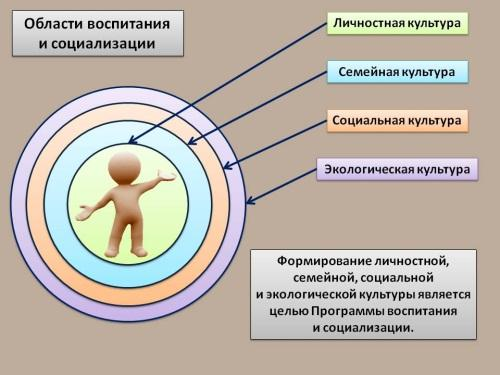 Области воспитания
и социализации
Личностная культура
Семейная культура
Социальная культура
Экологическая культура
Формирование личностной,
семейной, социальной
и экологической культуры является
целью Программы воспитания
и социализации.